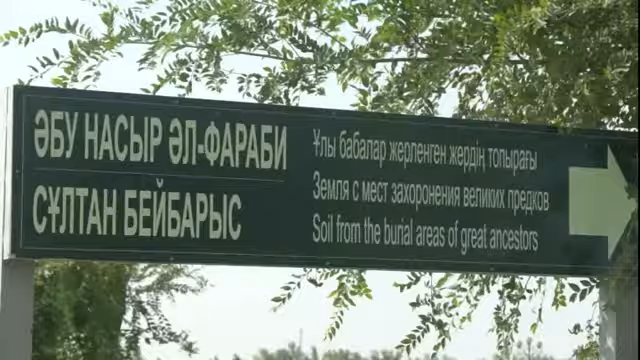 ӘБУ НАСЫР ӘЛ-ФАРАБИ
СҰЛТАН БЕЙБАРЫС
Ұлы бабалар жерленген жердің топырағы
Земля с мест захоронения великих предков
Soil from the burial areas of great ancestors